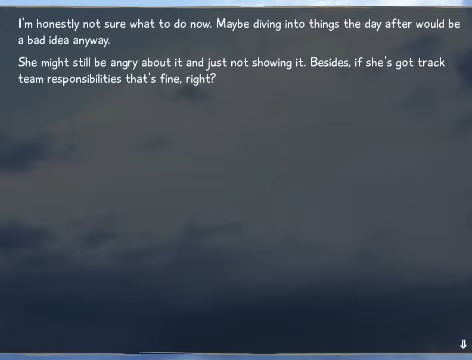 I'm honestly not sure what to do now. Maybe diving into things the day after would be
a bad idea anyway.
She might still be angry about it and just not showing it. Besides, if she's got track
team responsibilities that's fine, right?